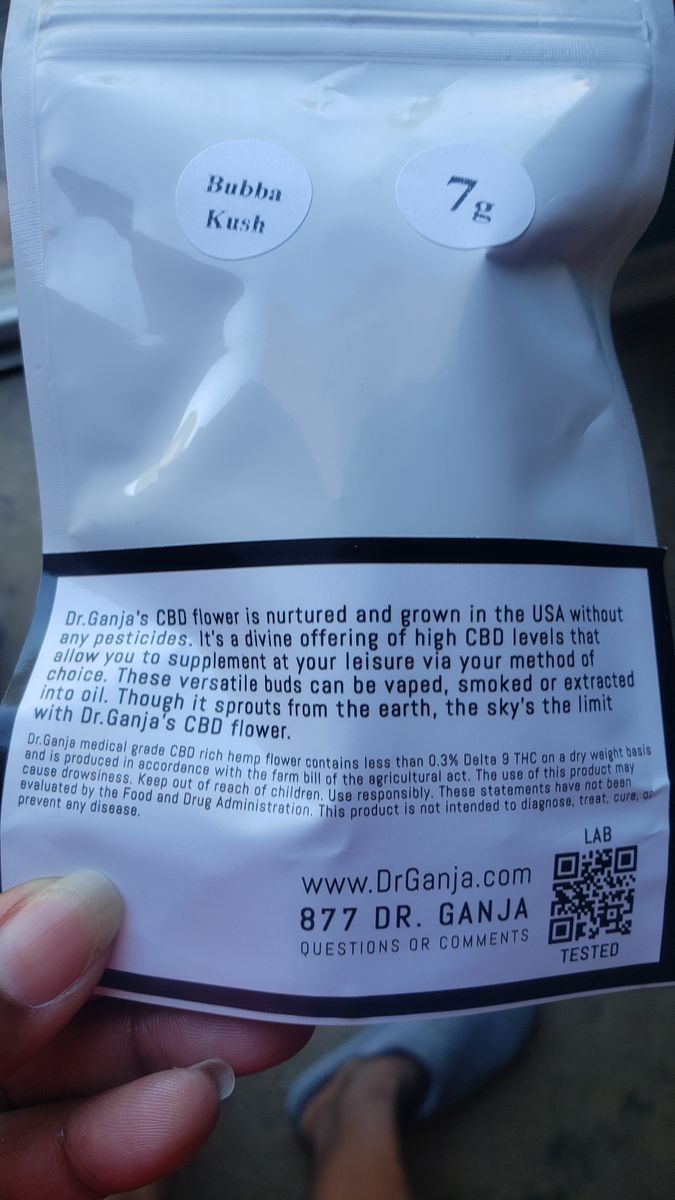 Bubba
Kush
7g
Dr.Ganja's CBD flower is nurtured and grown in the USA without
any pesticides. It's a divine offering of high CBD levels that
allow you to supplement at your leisure via your method of
choice. These versatile buds can be vaped, smoked or extracted
into oil. Though it sprouts from the earth, the sky's the limit
with Dr.Ganja's CBD flower.
Dr.Ganja medical grade CBD rich hemp flower contains less than 0.3% Delta 9 THC on a dry weight basis
and is produced in accordance with the farm bill of the agricultural act. The use of this product may
cause drowsiness. Keep out of reach of children. Use responsibly. These statements have not been
evaluated by the Food and Drug Administration. This product is not intended to diagnose, treat, cure, or
prevent any disease.
LAB
www.DrGanja.com
877 DR. GANJA
QUESTIONS OR COMMENTS
TESTED